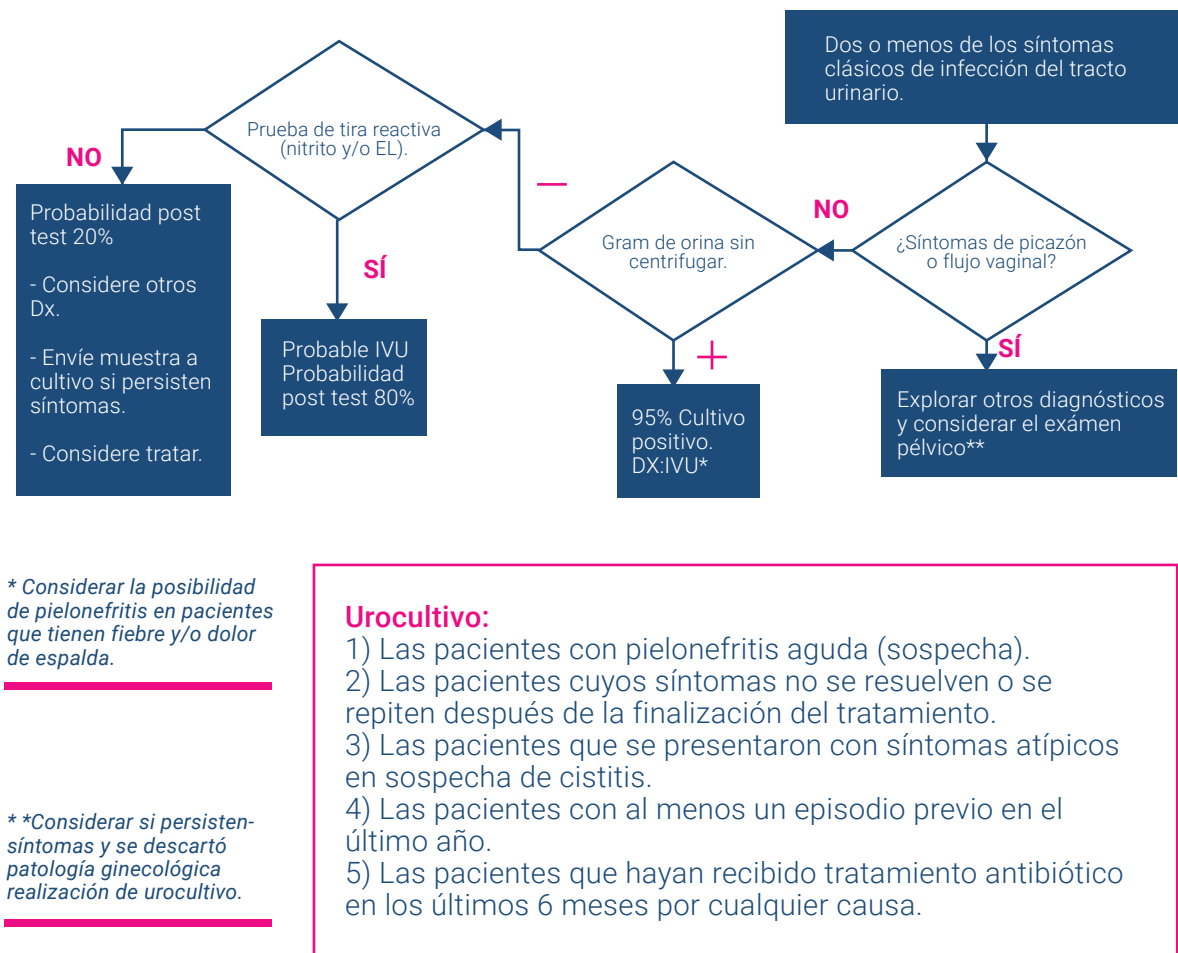 Dos o menos de los síntomas
clásicos de infección del tracto
urinario.
¿Síntomas de picazón
o flujo vaginal?
NO
SÍ
Explorar otros diagnósticos
y considerar el exámen
pélvico**
Gram de orina sin
centrifugar.
—
+
95% Cultivo
positivo.
DX:IVU*
Prueba de tira reactiva
(nitrito y/o EL).
NO
SÍ
Probable IVU
Probabilidad
post test 80%
Probabilidad post
test 20%
- Considere otros
Dx.
- Envíe muestra a
cultivo si persisten
síntomas.
- Considere tratar.
* Considerar la posibilidad
de pielonefritis en pacientes
que tienen fiebre y/o dolor
de espalda.
* *Considerar si persisten-
síntomas y se descartó
patología ginecológica
realización de urocultivo.
Urocultivo:
1) Las pacientes con pielonefritis aguda (sospecha).
2) Las pacientes cuyos síntomas no se resuelven o se
repiten después de la finalización del tratamiento.
3) Las pacientes que se presentaron con síntomas atípicos
en sospecha de cistitis.
4) Las pacientes con al menos un episodio previo en el
último año.
5) Las pacientes que hayan recibido tratamiento antibiótico
en los últimos 6 meses por cualquier causa.